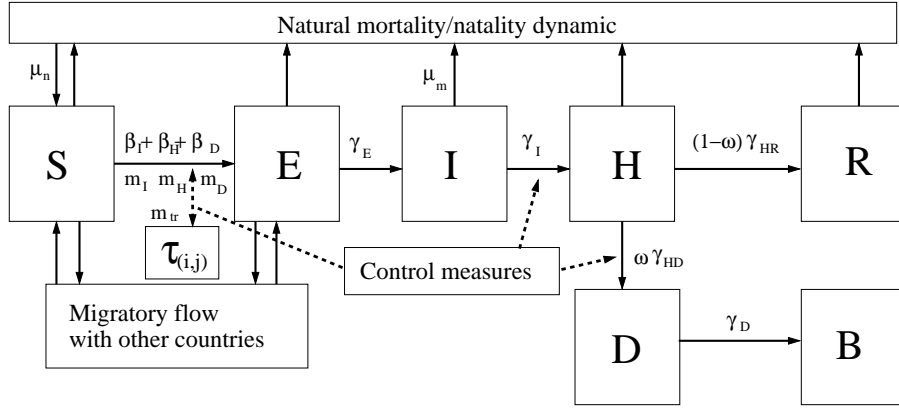 Natural mortality/natality dynamic
μn
μm
S
βI+ βH+ βD
mI mH mD
E
γE
I
γI
H
(1−ω) γHR
R
mtr
τ(i,j)
Control measures
ω γHD
Migratory flow
with other countries
D
γD
B